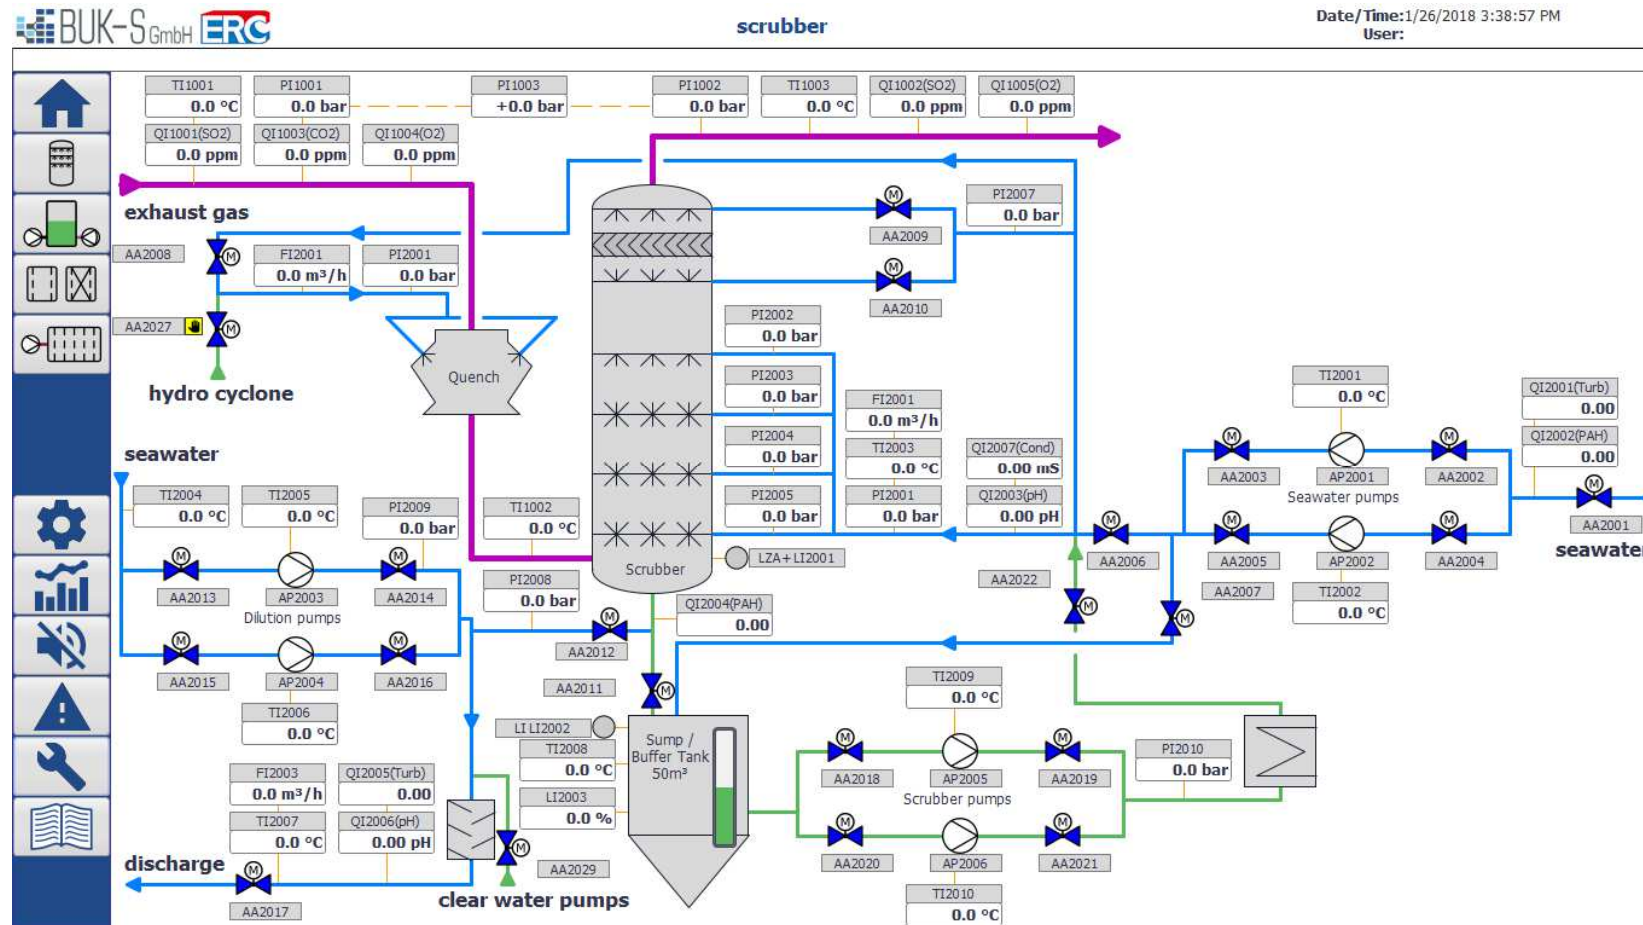 BUK-S GmbH ERC
scrubber
Date/Time:1/26/2018 3:38:57 PM
User:
TI1001
0.0 °C
PI1001
0.0 bar
PI1003
+0.0 bar
PI1002
0.0 bar
TI1003
0.0 °C
QI1002(SO2)
0.0 ppm
QI1005(O2)
0.0 ppm
QI1001(SO2)
0.0 ppm
QI1003(CO2)
0.0 ppm
QI1004(O2)
0.0 ppm
exhaust gas
AA2008
M
FI2001
0.0 m³/h
PI2001
0.0 bar
AA2027
M
hydro cyclone
Quench
M
AA2009
M
AA2010
PI2007
0.0 bar
PI2002
0.0 bar
PI2003
0.0 bar
PI2004
0.0 bar
PI2005
0.0 bar
FI2001
0.0 m³/h
TI2003
0.0 °C
PI2001
0.0 bar
QI2007(Cond)
0.00 mS
QI2003(pH)
0.00 pH
TI2001
0.0 °C
QI2001(Turb)
0.00
QI2002(PAH)
0.00
M
AA2003
AP2001
M
AA2002
Seawater pumps
M
AA2001
seawater
M
AA2006
M
AA2005
AP2002
M
AA2004
AA2007
M
TI2002
0.0 °C
AA2022
M
seawater
TI2004
0.0 °C
TI2005
0.0 °C
PI2009
0.0 bar
TI1002
0.0 °C
Scrubber
LZA+LI2001
M
AA2013
AP2003
M
AA2014
Dilution pumps
PI2008
0.0 bar
QI2004(PAH)
0.00
M
AA2012
M
AA2015
AP2004
M
AA2016
TI2006
0.0 °C
AA2011
M
LI LI2002
TI2008
0.0 °C
LI2003
0.0 %
Sump /
Buffer Tank
50m³
TI2009
0.0 °C
M
AA2018
AP2005
M
AA2019
Scrubber pumps
PI2010
0.0 bar
M
AA2020
AP2006
M
AA2021
TI2010
0.0 °C
FI2003
0.0 m³/h
QI2005(Turb)
0.00
TI2007
0.0 °C
QI2006(pH)
0.00 pH
discharge
M
AA2017
M
AA2029
clear water pumps